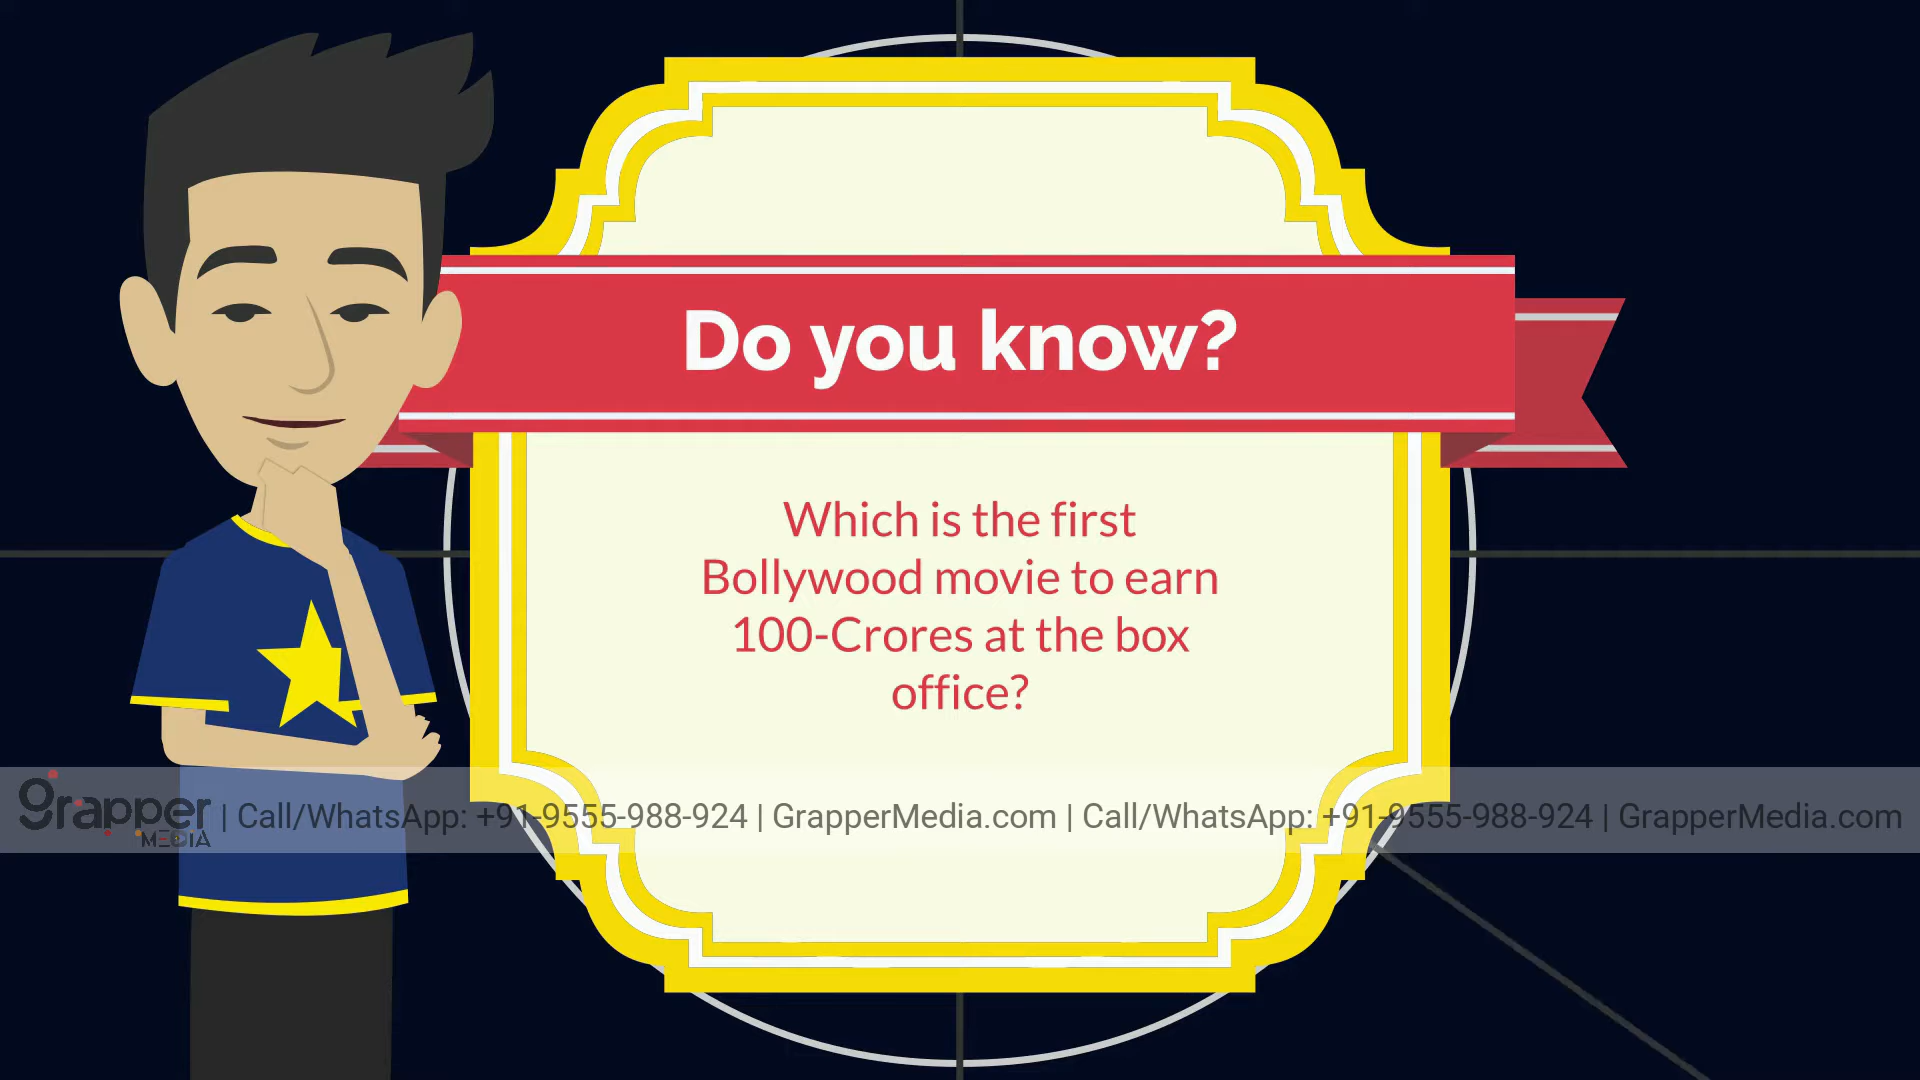 Do you know?
Which is the first
Bollywood movie to earn
100-Crores at the box
office?
grapper MEDIA | Call/WhatsApp: +91-9555-988-924 | GrapperMedia.com | Call/WhatsApp: +91-9555-988-924 | GrapperMedia.com